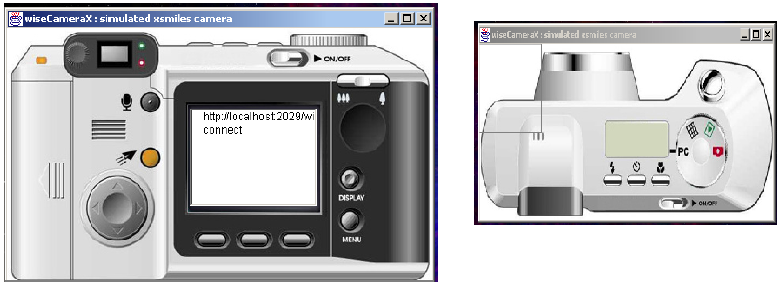 wiseCameraX : simulated xsmiles camera
ON/OFF
http://localhost:2029/wi
connect
DISPLAY
MENU
wiseCameraX : simulated xsmiles camera
PC
ON/OFF